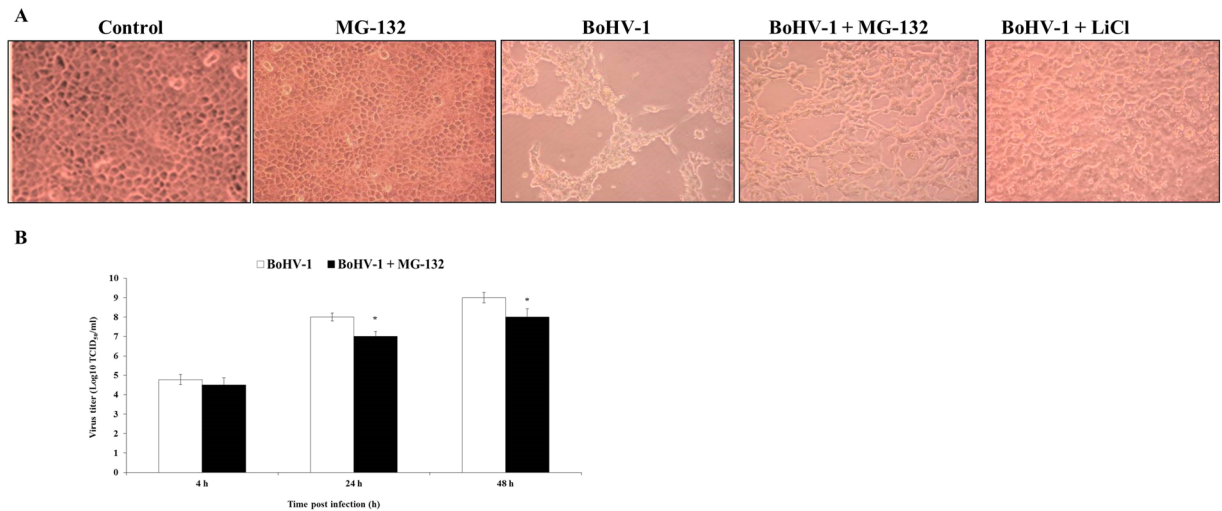 A
Control
MG-132
BoHV-1
BoHV-1 + MG-132
BoHV-1 + LiCl
B
BoHV-1
BoHV-1 + MG-132
Virus titer (Log10 TCID₅₀/ml)
10
9
8
7
6
5
4
3
2
1
0
*
*
4 h
24 h
48 h
Time post infection (h)